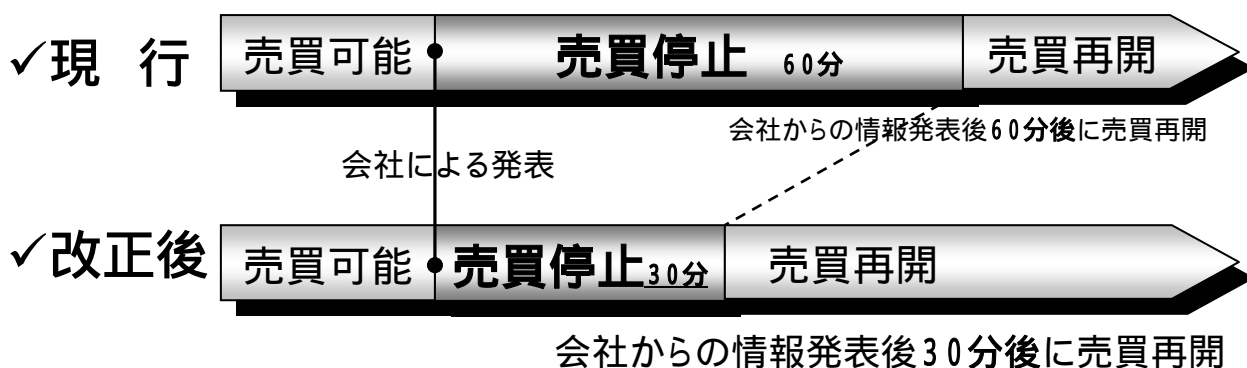 ✓現 行 売買可能 売買停止 60分 売買再開
会社からの情報発表後60分後に売買再開
会社による発表
✓改正後 売買可能 売買停止30分 売買再開
会社からの情報発表後30分後に売買再開